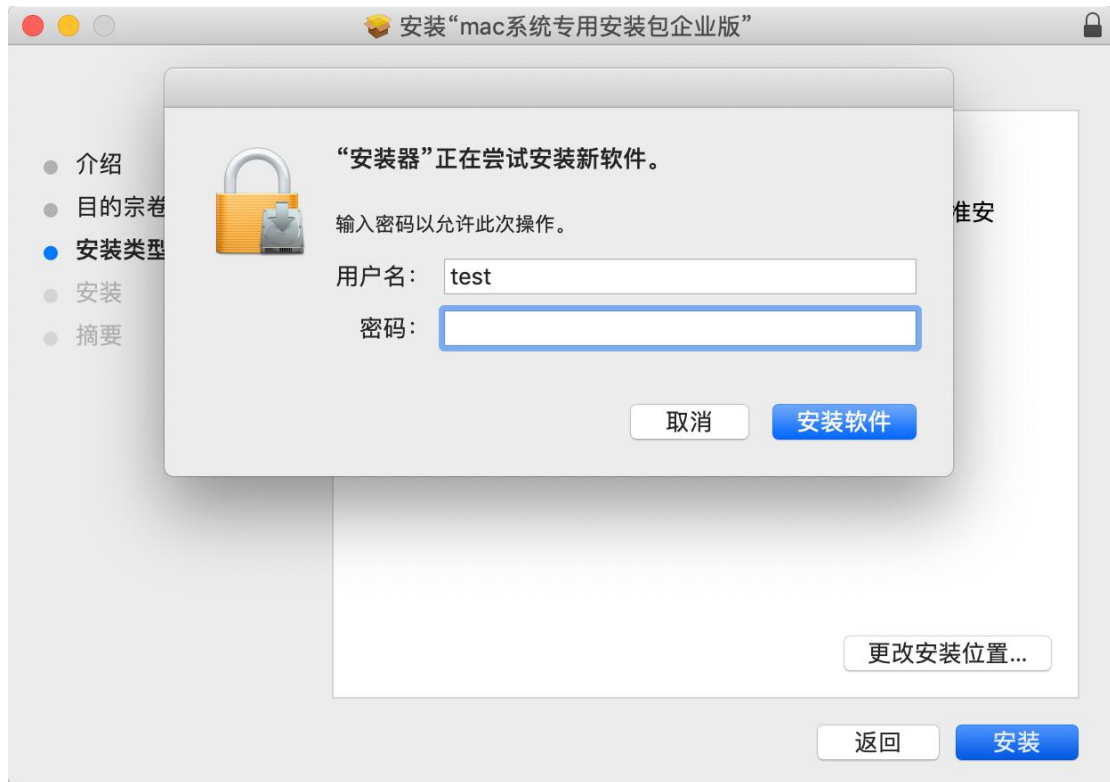 安装“mac系统专用安装包企业版”
介绍
目的宗卷
安装类型
安装
摘要
“安装器”正在尝试安装新软件。
输入密码以允许此次操作。
用户名：
test
密码：
取消
安装软件
准安
更改安装位置...
返回
安装